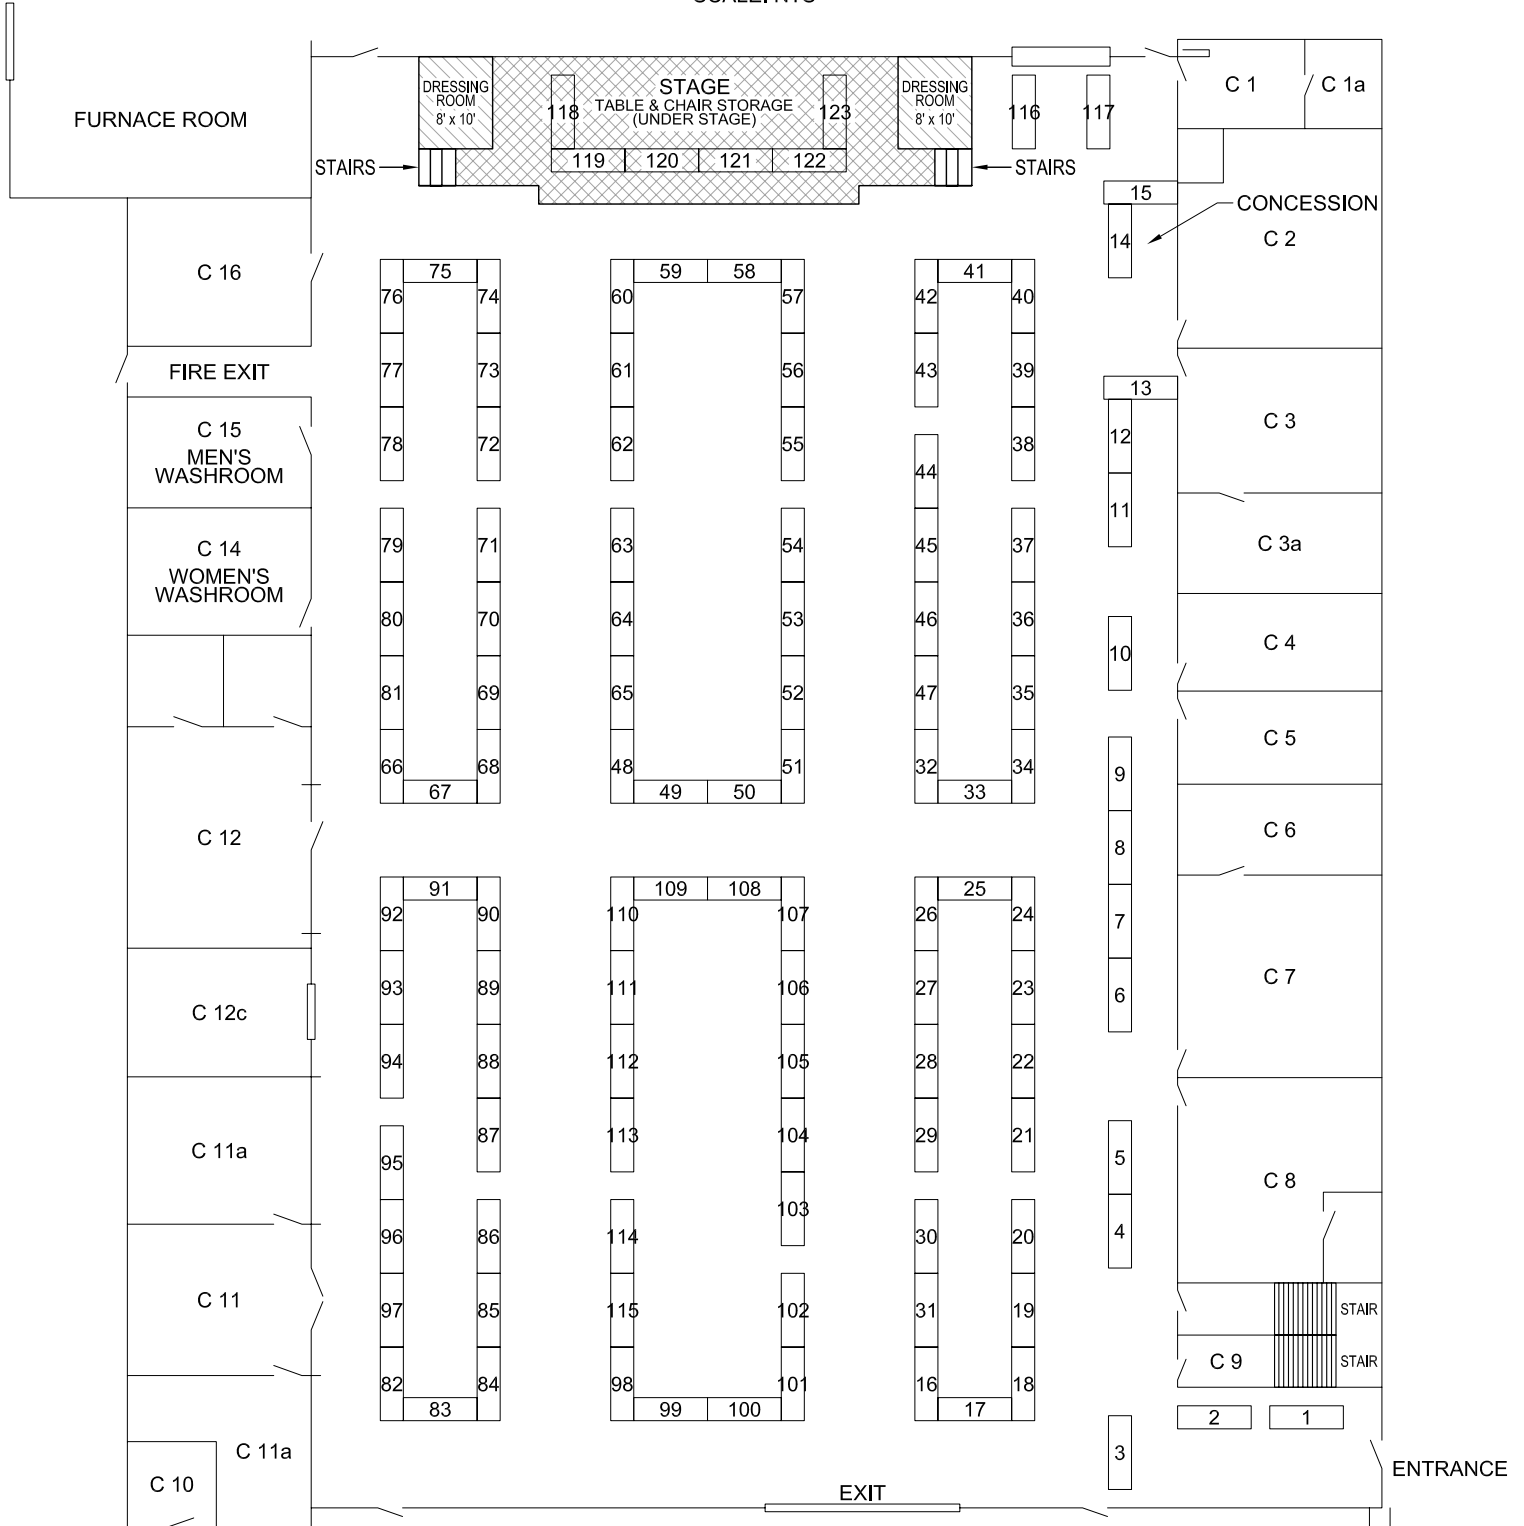 FURNACE ROOM
DRESSING
ROOM
8' x 10'
STAGE
TABLE & CHAIR STORAGE
(UNDER STAGE)
118
123
DRESSING
ROOM
8' x 10'
116
117
C 1
C 1a
STAIRS
119 120 121 122
STAIRS
15
14
CONCESSION
C 2
C 16
75
59 58
41
76 74 60 57 42 40
FIRE EXIT
77 73 61 56 43 39
13
C 15
MEN'S
WASHROOM
78 72 62 55 44 38
12
C 3
11
C 14
WOMEN'S
WASHROOM
79 71 63 54 45 37
C 3a
80 70 64 53 46 36
10
C 4
81 69 65 52 47 35
C 5
66 68 48 51 32 34
9
67
49 50
33
C 12
8
C 6
91
109 108
25
92 90 110 107 26 24
7
C 7
93 89 111 106 27 23
6
C 12c
94 88 112 105 28 22
87 113 104 29 21
C 11a
95
5
C 8
103
4
96 86 114 30 20
C 11
97 85 115 102 31 19
STAIR
C 9
STAIR
82 84 98 101 16 18
83
99 100
17
2 1
C 11a
3
C 10
EXIT
ENTRANCE